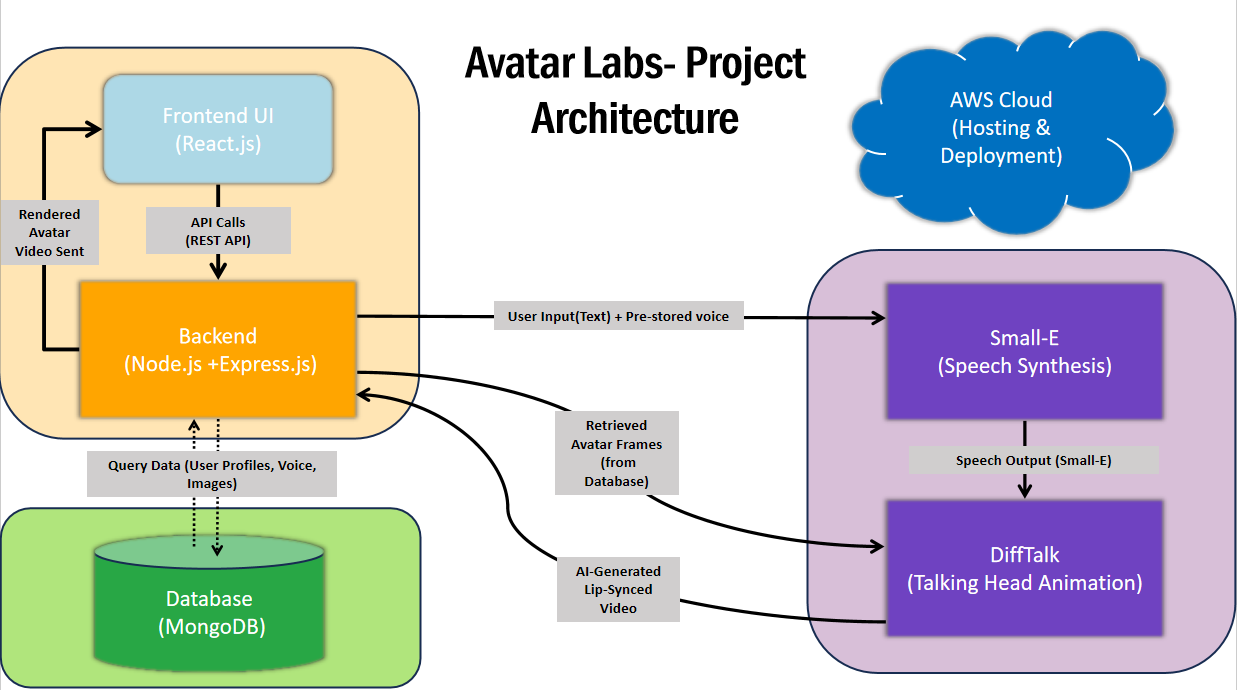 Avatar Labs- Project
Architecture
Frontend UI
(React.js)
AWS Cloud
(Hosting &
Deployment)
Rendered
Avatar
Video Sent
API Calls
(REST API)
Backend
(Node.js +Express.js)
User Input(Text) + Pre-stored voice
Small-E
(Speech Synthesis)
Retrieved
Avatar Frames
(from
Database)
Speech Output (Small-E)
Query Data (User Profiles, Voice,
Images)
DiffTalk
(Talking Head Animation)
AI-Generated
Lip-Synced
Video
Database
(MongoDB)